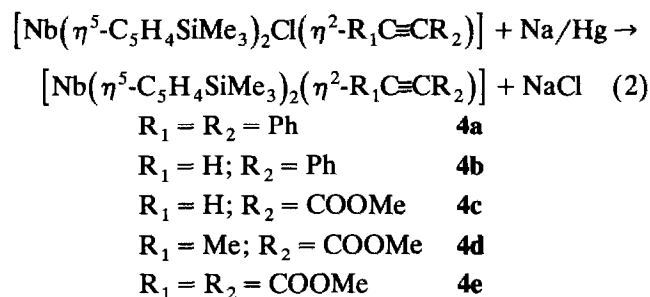 [Nb(η⁵-C₅H₄SiMe₃)₂Cl(η²-R₁C≡CR₂)] + Na/Hg →
[Nb(η⁵-C₅H₄SiMe₃)₂(η²-R₁C≡CR₂)] + NaCl (2)
R₁ = R₂ = Ph 4a
R₁ = H; R₂ = Ph 4b
R₁ = H; R₂ = COOMe 4c
R₁ = Me; R₂ = COOMe 4d
R₁ = R₂ = COOMe 4e